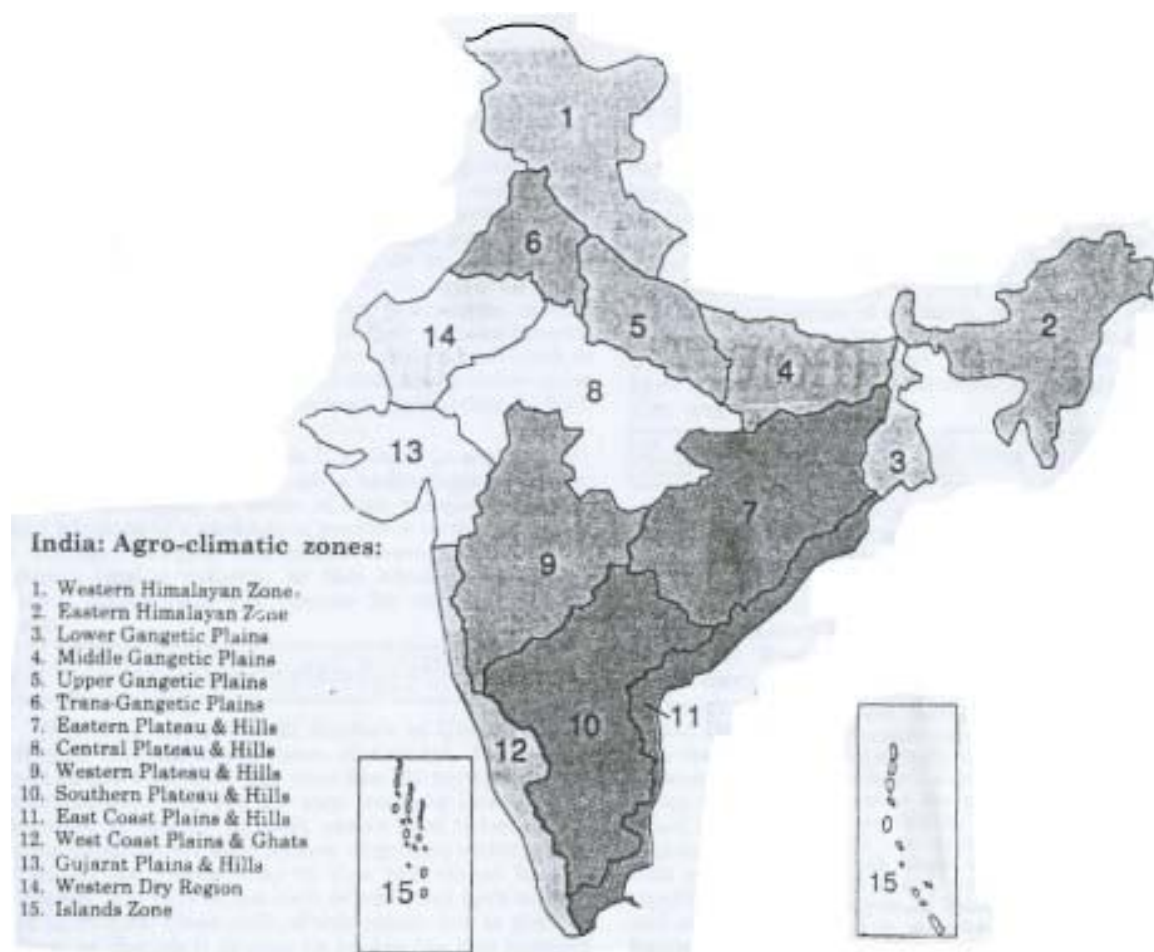 1
6
14
5
2
4
8
13
3
7
9
India: Agro-climatic zones:
1. Western Himalayan Zone.
2. Eastern Himalayan Zone
3. Lower Gangetic Plains
4. Middle Gangetic Plains
5. Upper Gangetic Plains
6. Trans-Gangetic Plains
7. Eastern Plateau & Hills
8. Central Plateau & Hills
9. Western Plateau & Hills
10. Southern Plateau & Hills
11. East Coast Plains & Hills
12. West Coast Plains & Ghats
13. Gujarat Plains & Hills
14. Western Dry Region
15. Islands Zone
10
11
12
15
15